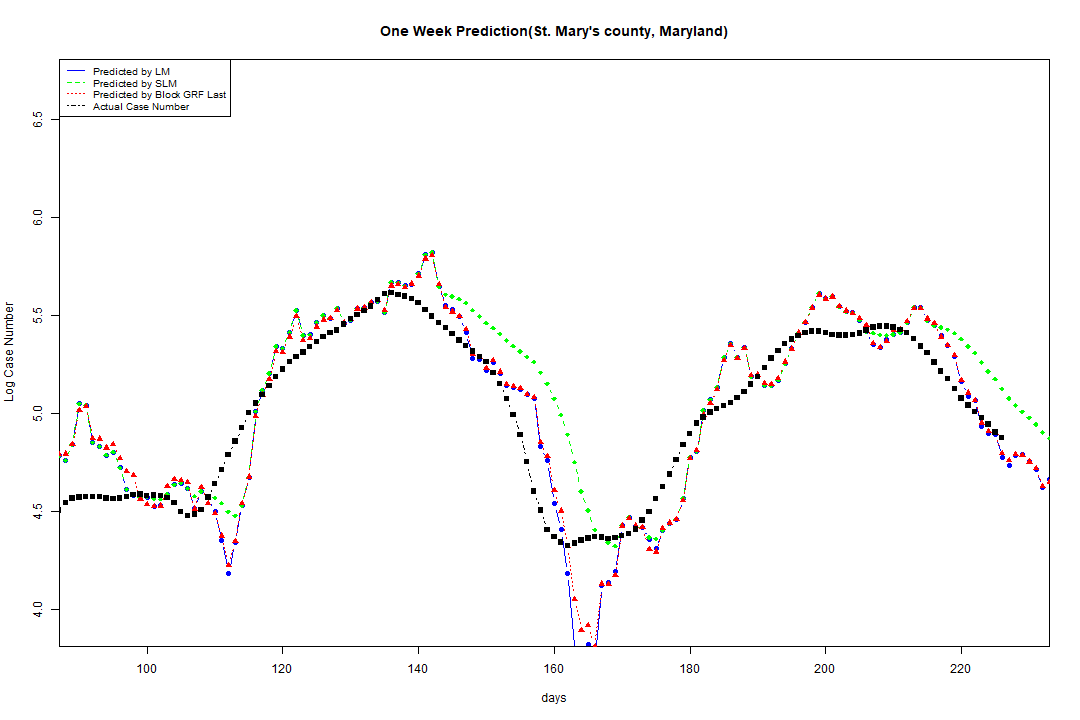 One Week Prediction(St. Mary's county, Maryland)
Predicted by LM
Predicted by SLM
Predicted by Block GRF Last
Actual Case Number
Log Case Number
6.5
6.0
5.5
5.0
4.5
4.0
100 120 140 160 180 200 220
days